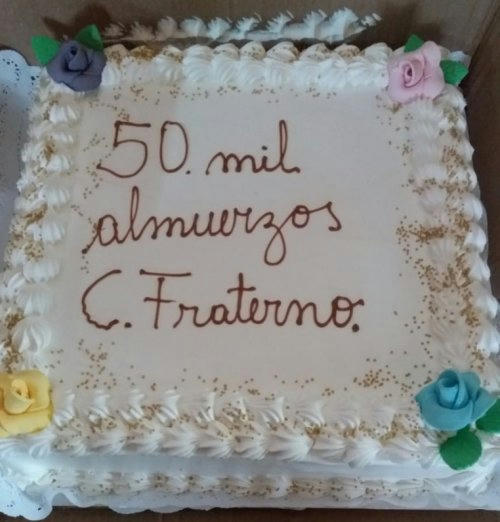 50. mil
almuerzos
C. Fraterno.